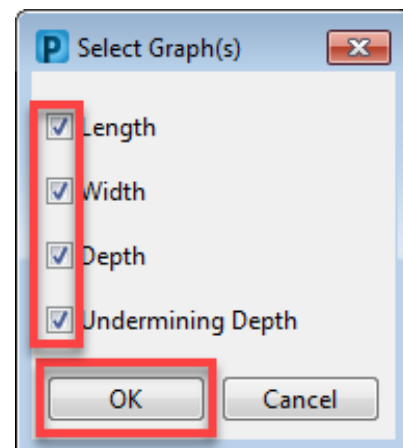 P Select Graph(s)
Length
Width
Depth
Undermining Depth
OK Cancel